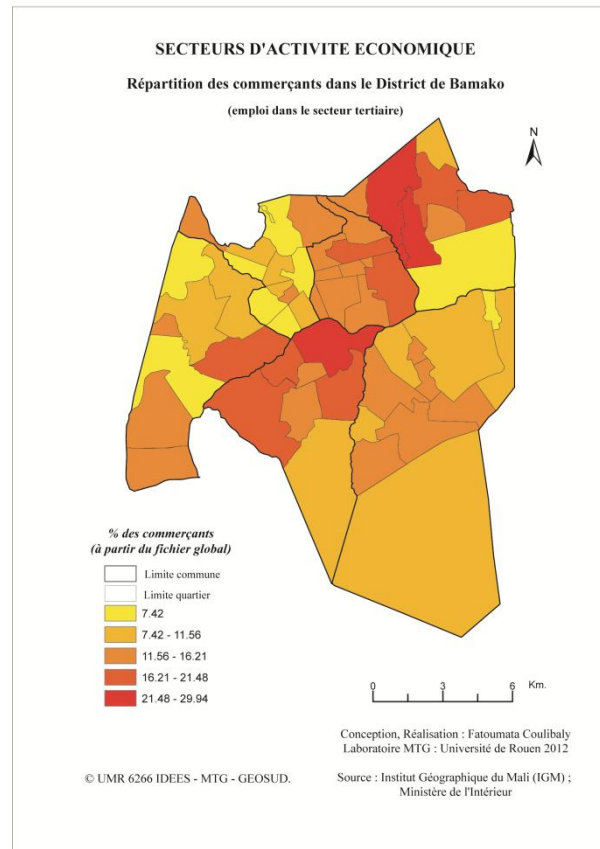 SECTEURS D'ACTIVITE ECONOMIQUE
Répartition des commerçants dans le District de Bamako
(emploi dans le secteur tertiaire)
N
% des commerçants
(à partir du fichier global)
Limite commune
Limite quartier
7.42
7.42 - 11.56
11.56 - 16.21
16.21 - 21.48
21.48 - 29.94
0 3 6 Km.
Conception, Réalisation : Fatoumata Coulibaly
Laboratoire MTG : Université de Rouen 2012
© UMR 6266 IDEES - MTG - GEOSUD.
Source : Institut Géographique du Mali (IGM) ;
Ministère de l'Intérieur